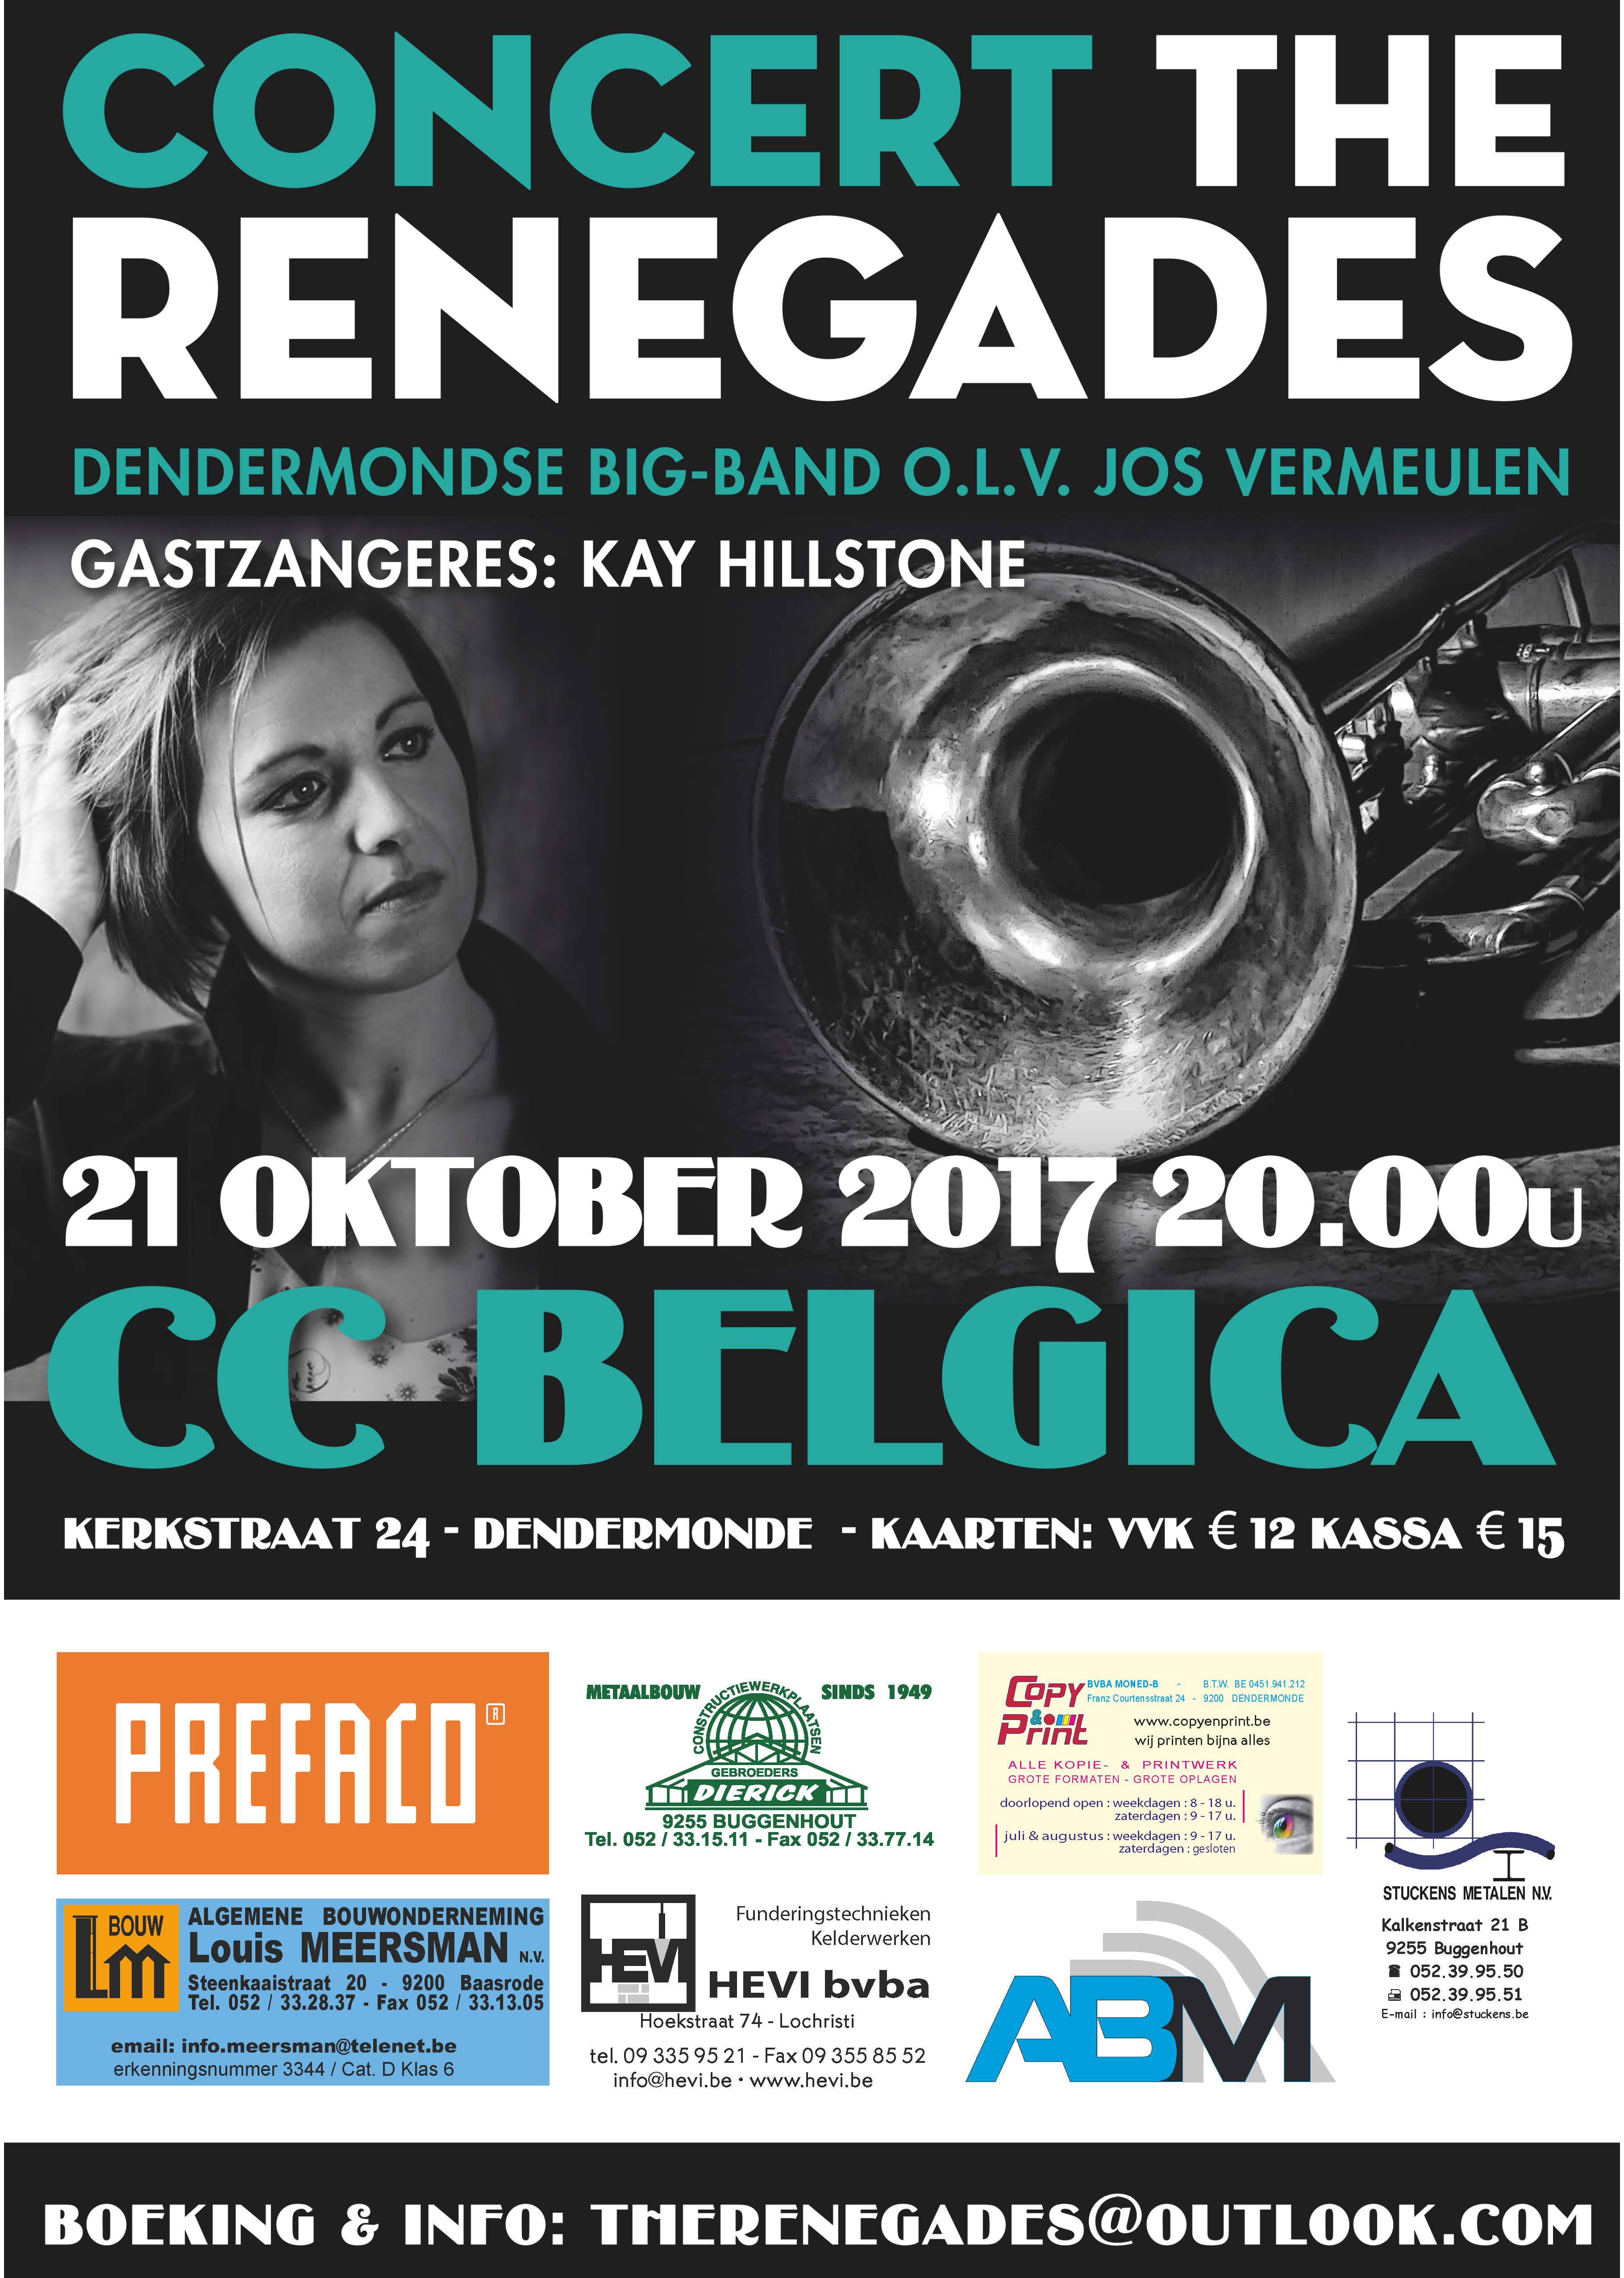 CONCERT THE
RENEGADES
DENDERMONDSE BIG-BAND O.L.V. JOS VERMEULEN
GASTZANGERES: KAY HILLSTONE
21 OKTOBER 2017 20.00U
CC BELGICA
KERKSTRAAT 24 - DENDERMONDE - KAARTEN: VVK € 12 KASSA € 15
PREFACO ®
METAALBOUW SINDS 1949
CONSTRUCTIEWERKPLAATSEN
GEBROEDERS
DIERICK
9255 BUGGENHOUT
Tel. 052 / 33.15.11 - Fax 052 / 33.77.14
COPY
& Print
BVBA MONED-B - B.T.W. BE 0451.941.212
Franz Courtensstraat 24 - 9200 DENDERMONDE
www.copyenprint.be
wij printen bijna alles
ALLE KOPIE- & PRINTWERK
GROTE FORMATEN - GROTE OPLAGEN
doorlopend open : weekdagen : 8 - 18 u.
zaterdagen : 9 - 17 u.
juli & augustus : weekdagen : 9 - 17 u.
zaterdagen : gesloten
STUCKENS METALEN N.V.
Kalkenstraat 21 B
9255 Buggenhout
☎ 052.39.95.50
052.39.95.51
E-mail : info@stuckens.be
BOUW
Lm
ALGEMENE BOUWONDERNEMING
Louis MEERSMAN N.V.
Steenkaaistraat 20 - 9200 Baasrode
Tel. 052 / 33.28.37 - Fax 052 / 33.13.05
email: info.meersman@telenet.be
erkenningsnummer 3344 / Cat. D Klas 6
HEVI
Funderingstechnieken
Kelderwerken
HEVI bvba
Hoekstraat 74 - Lochristi
tel. 09 335 95 21 - Fax 09 355 85 52
info@hevi.be • www.hevi.be
ABM
BOEKING & INFO: THERENEGADES@OUTLOOK.COM